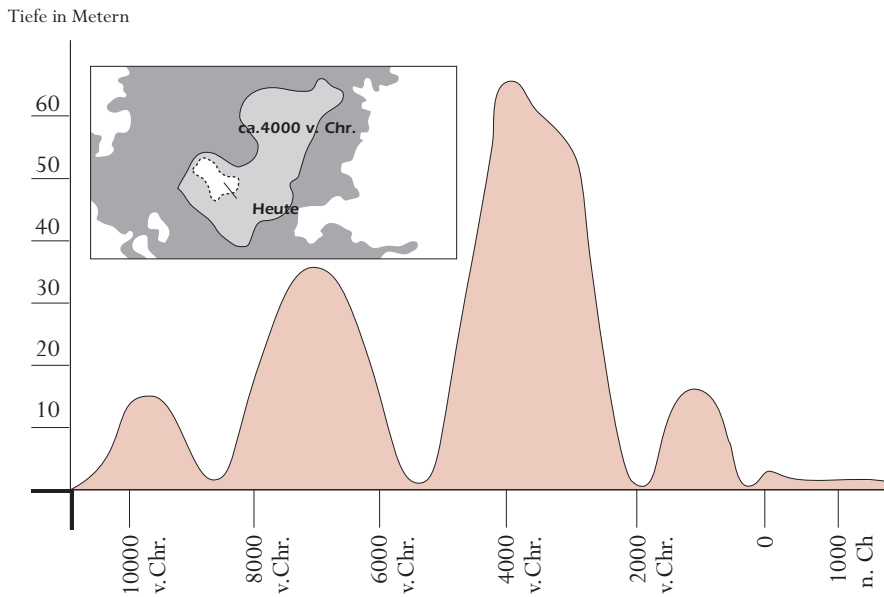 Tiefe in Metern
60
50
40
30
20
10
ca.4000 v. Chr.
Heute
10000
v.Chr.
8000
v.Chr.
6000
v.Chr.
4000
v.Chr.
2000
v.Chr.
0
1000
n. Ch